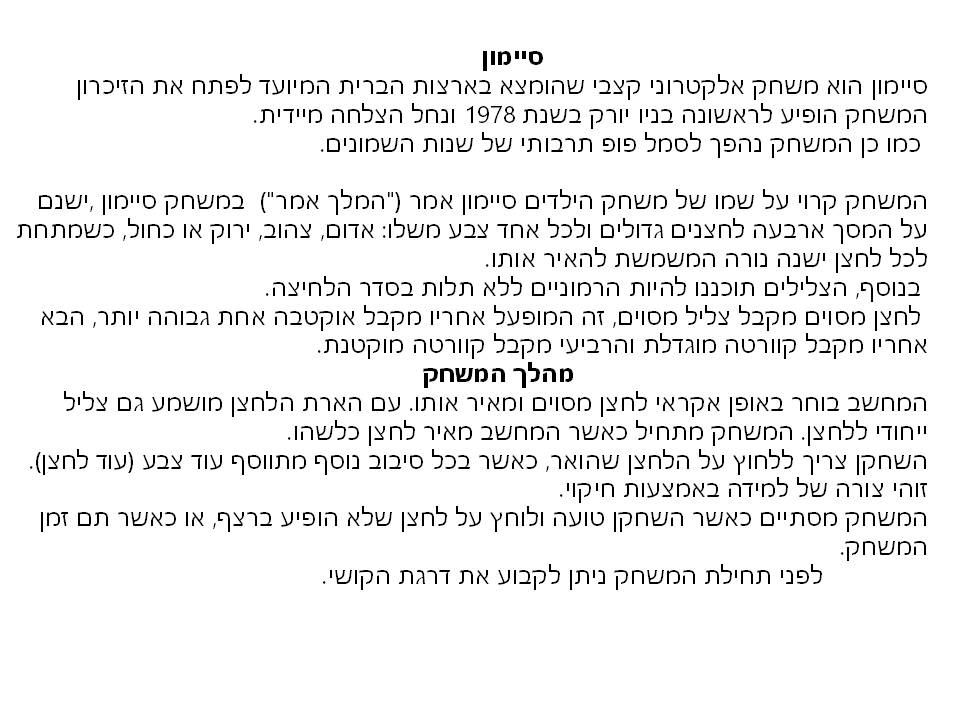 סיימון
סיימון הוא משחק אלקטרוני קצבי שהומצא בארצות הברית המיועד לפתח את הזיכרון
המשחק הופיע לראשונה בניו יורק בשנת 1978 ונחל הצלחה מיידית.
כמו כן המשחק נהפך לסמל פופ תרבותי של שנות השמונים.
המשחק קרוי על שמו של משחק הילדים סיימון אמר ("המלך אמר") במשחק סיימון ,ישנם
על המסך ארבעה לחצנים גדולים ולכל אחד צבע משלו: אדום, צהוב, ירוק או כחול, כשמתחת
לכל לחצן ישנה נורה המשמשת להאיר אותו.
בנוסף, הצלילים תוכננו להיות הרמוניים ללא תלות בסדר הלחיצה.
לחצן מסוים מקבל צליל מסוים, זה המופעל אחריו מקבל אוקטבה אחת גבוהה יותר, הבא
אחריו מקבל קוורטה מוגדלת והרביעי מקבל קוורטה מוקטנת.
מהלך המשחק
המחשב בוחר באופן אקראי לחצן מסוים ומאיר אותו. עם הארת הלחצן מושמע גם צליל
ייחודי ללחצן. המשחק מתחיל כאשר המחשב מאיר לחצן כלשהו.
השחקן צריך ללחוץ על הלחצן שהואר, כאשר בכל סיבוב נוסף מתווסף עוד צבע (עוד לחצן).
זוהי צורה של למידה באמצעות חיקוי.
המשחק מסתיים כאשר השחקן טועה ולוחץ על לחצן שלא הופיע ברצף, או כאשר תם זמן
המשחק.
לפני תחילת המשחק ניתן לקבוע את דרגת הקושי.